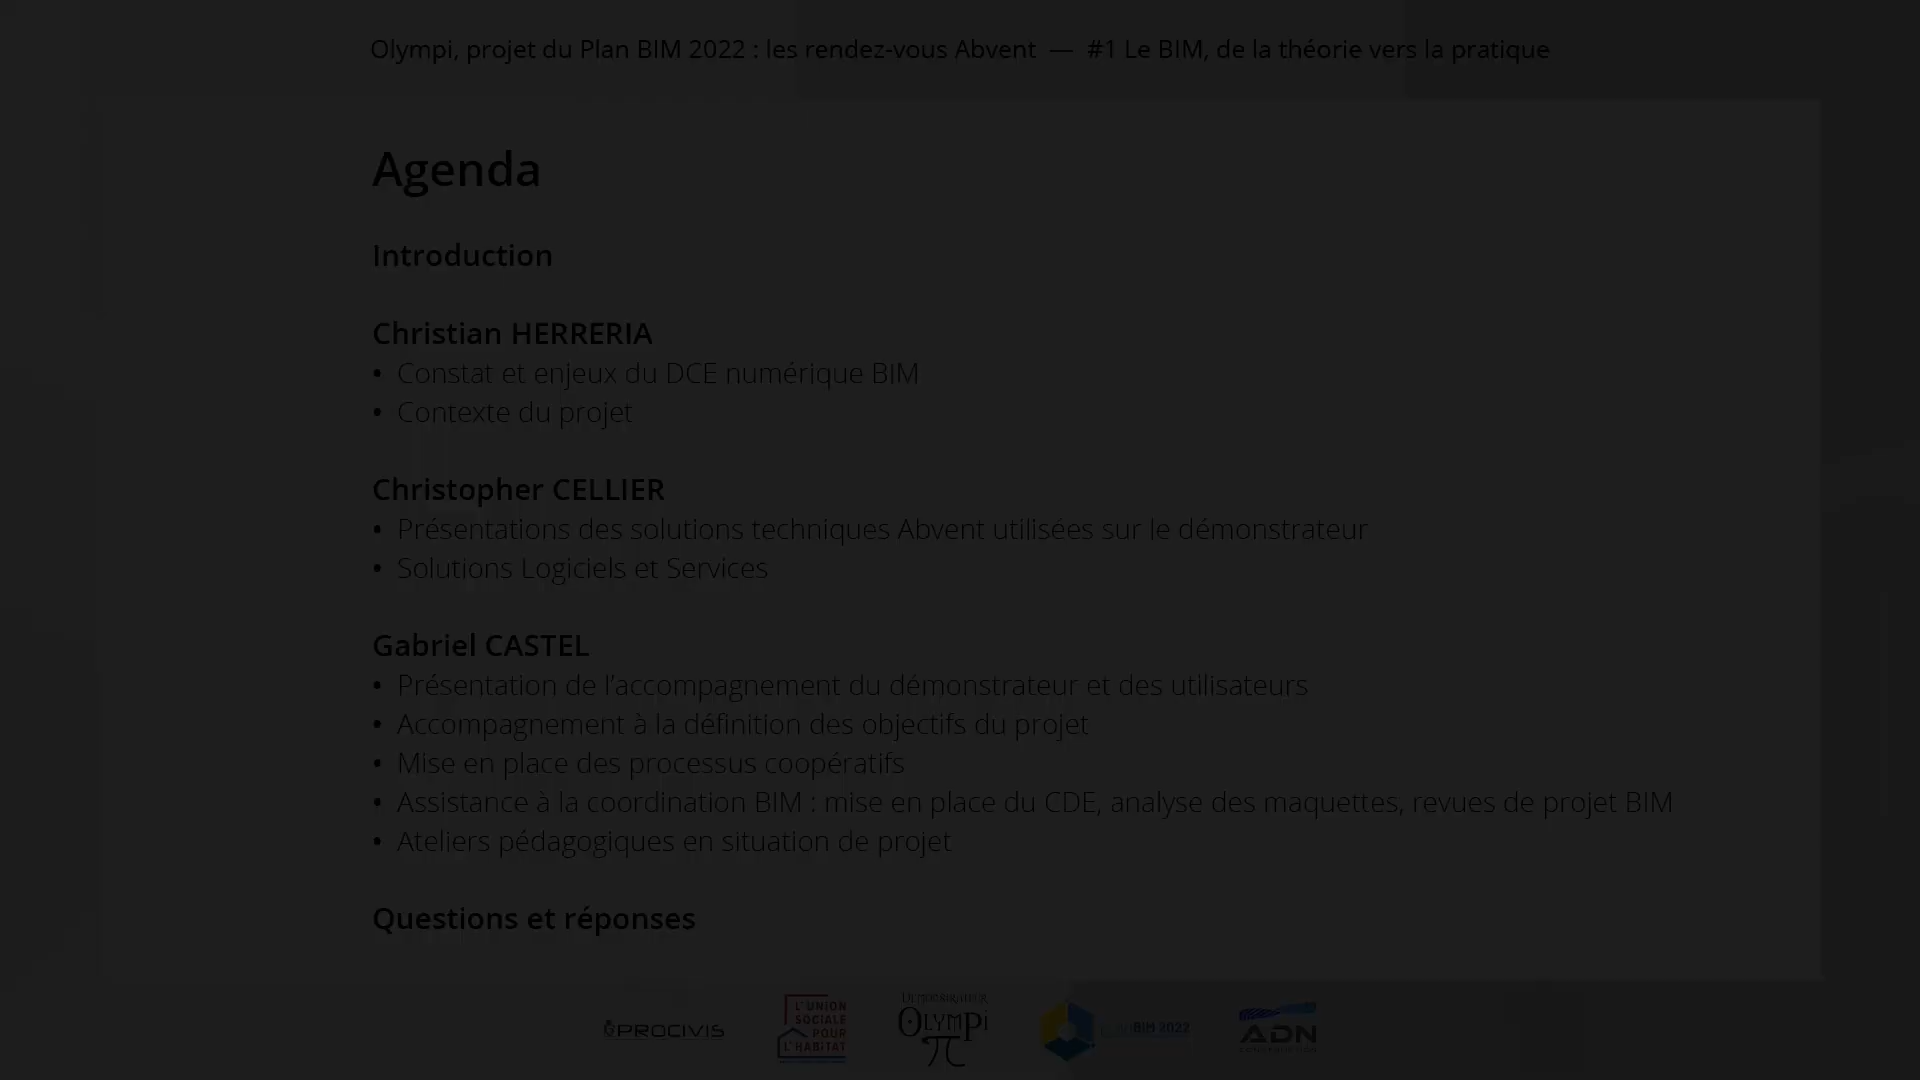 Olympi, projet du Plan BIM 2022 : les rendez-vous Abvent — #1 Le BIM, de la théorie vers la pratique
Agenda
Introduction
Christian HERRERIA
• Constat et enjeux du DCE numérique BIM
• Contexte du projet
Christopher CELLIER
• Présentations des solutions techniques Abvent utilisées sur le démonstrateur
• Solutions Logiciels et Services
Gabriel CASTEL
• Présentation de l’accompagnement du démonstrateur et des utilisateurs
• Accompagnement à la définition des objectifs du projet
• Mise en place des processus coopératifs
• Assistance à la coordination BIM : mise en place du CDE, analyse des maquettes, revues de projet BIM
• Ateliers pédagogiques en situation de projet
Questions et réponses
PROCIVIS
L'UNION
SOCIALE
POUR
L'HABITAT
DEMONSTRATEUR
OLYMPi
π
BIM 2022
ADN